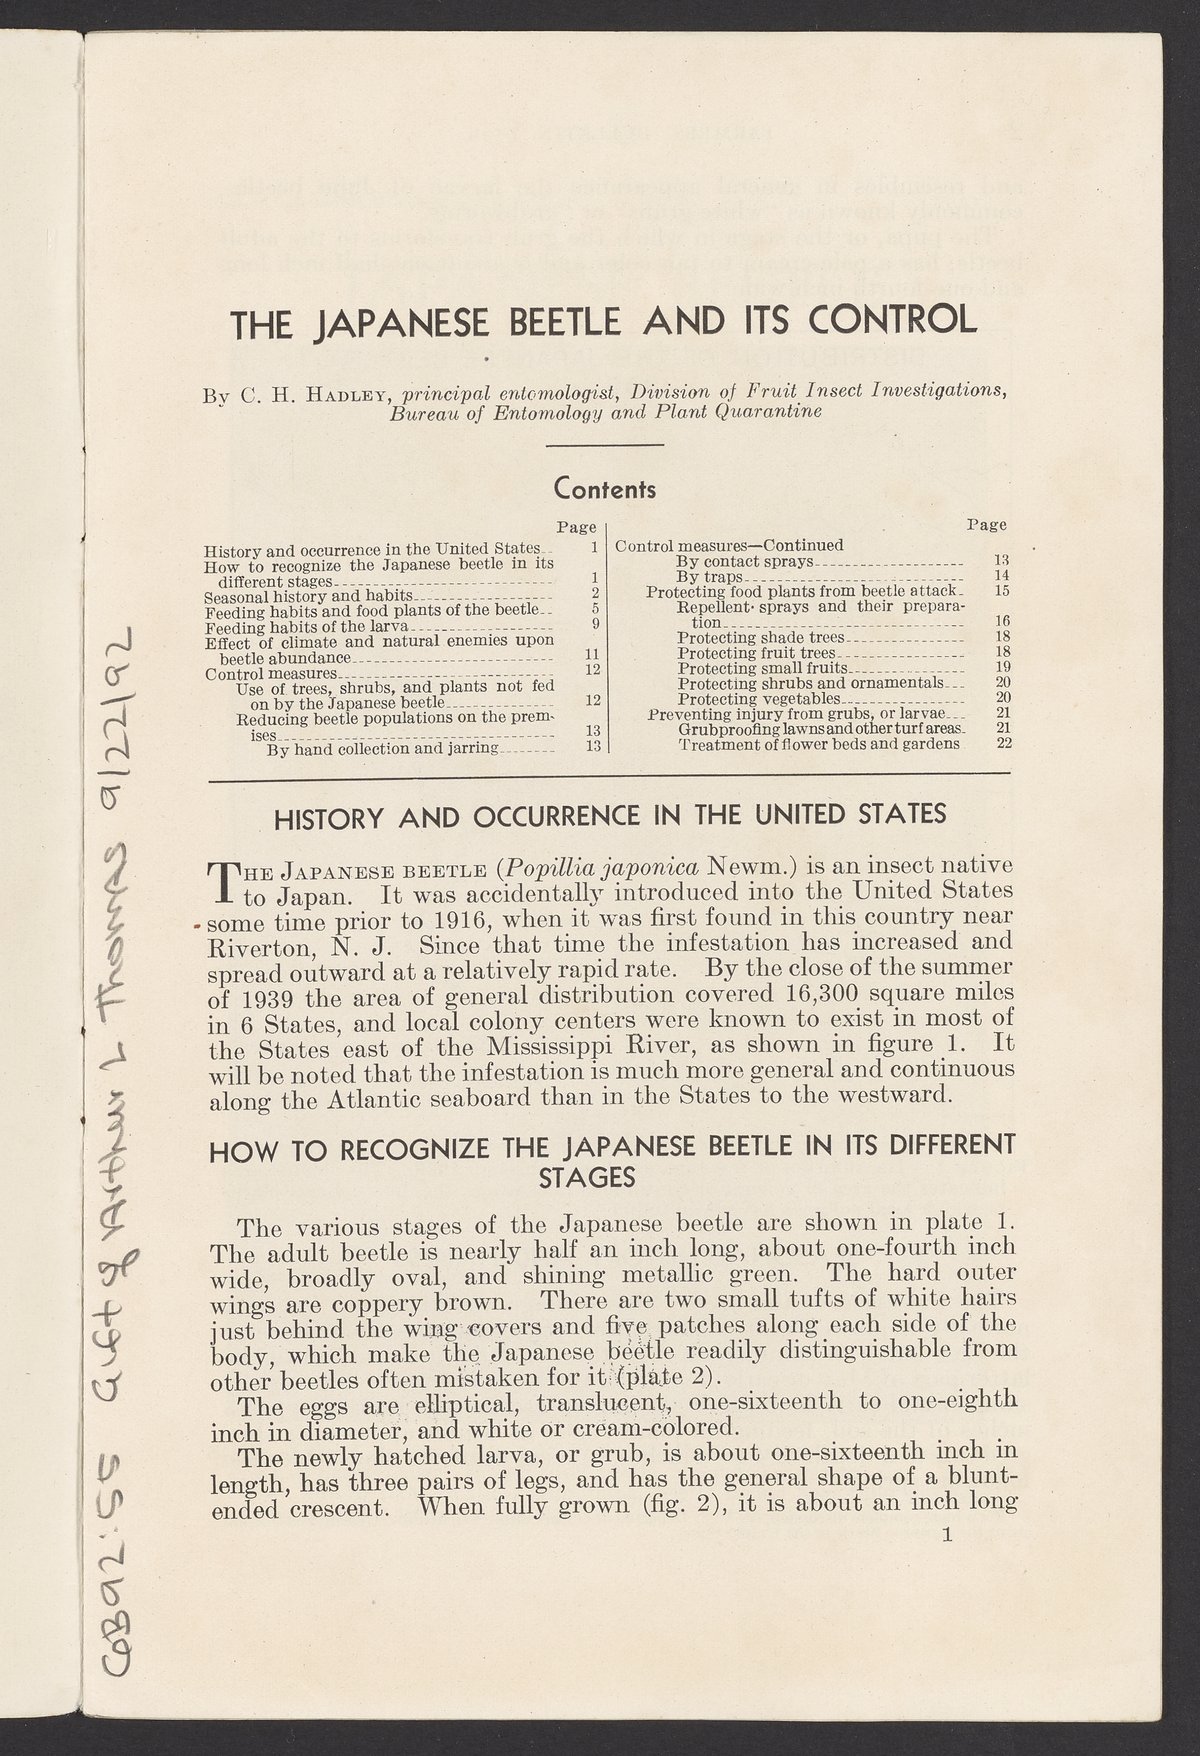 THE JAPANESE BEETLE AND ITS CONTROL
By C. H. HADLEY, principal entomologist, Division of Fruit Insect Investigations,
Bureau of Entomology and Plant Quarantine
Contents
Page
History and occurrence in the United States 1
How to recognize the Japanese beetle in its
different stages 1
Seasonal history and habits 2
Feeding habits and food plants of the beetle 5
Feeding habits of the larva 9
Effect of climate and natural enemies upon
beetle abundance 11
Control measures 12
Use of trees, shrubs, and plants not fed
on by the Japanese beetle 12
Reducing beetle populations on the prem-
ises 13
By hand collection and jarring 13
Page
Control measures—Continued
By contact sprays 13
By traps 14
Protecting food plants from beetle attack 15
Repellent sprays and their prepara-
tion 16
Protecting shade trees 18
Protecting fruit trees 18
Protecting small fruits 19
Protecting shrubs and ornamentals 20
Protecting vegetables 20
Preventing injury from grubs, or larvae 21
Grubproofing lawns and other turf areas 21
Treatment of flower beds and gardens 22
HISTORY AND OCCURRENCE IN THE UNITED STATES
THE JAPANESE BEETLE (Popillia japonica Newm.) is an insect native
to Japan. It was accidentally introduced into the United States
some time prior to 1916, when it was first found in this country near
Riverton, N. J. Since that time the infestation has increased and
spread outward at a relatively rapid rate. By the close of the summer
of 1939 the area of general distribution covered 16,300 square miles
in 6 States, and local colony centers were known to exist in most of
the States east of the Mississippi River, as shown in figure 1. It
will be noted that the infestation is much more general and continuous
along the Atlantic seaboard than in the States to the westward.
HOW TO RECOGNIZE THE JAPANESE BEETLE IN ITS DIFFERENT
STAGES
The various stages of the Japanese beetle are shown in plate 1.
The adult beetle is nearly half an inch long, about one-fourth inch
wide, broadly oval, and shining metallic green. The hard outer
wings are coppery brown. There are two small tufts of white hairs
just behind the wing covers and five patches along each side of the
body, which make the Japanese beetle readily distinguishable from
other beetles often mistaken for it (plate 2).
The eggs are elliptical, translucent, one-sixteenth to one-eighth
inch in diameter, and white or cream-colored.
The newly hatched larva, or grub, is about one-sixteenth inch in
length, has three pairs of legs, and has the general shape of a blunt-
ended crescent. When fully grown (fig. 2), it is about an inch long
1
GB92:55 Gift of Arthur L Thomas 9/22/92